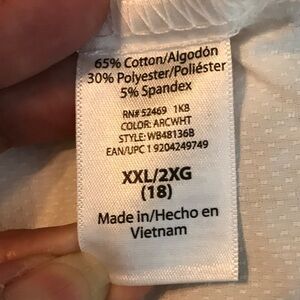 65% Cotton/Algodón
30% Polyester/Poliéster
5% Spandex
RN# 52469 1K8
COLOR: ARCWHT
STYLE: WB48136B
EAN/UPC 1 9204249749
XXL/2XG
(18)
Made in/Hecho en
Vietnam